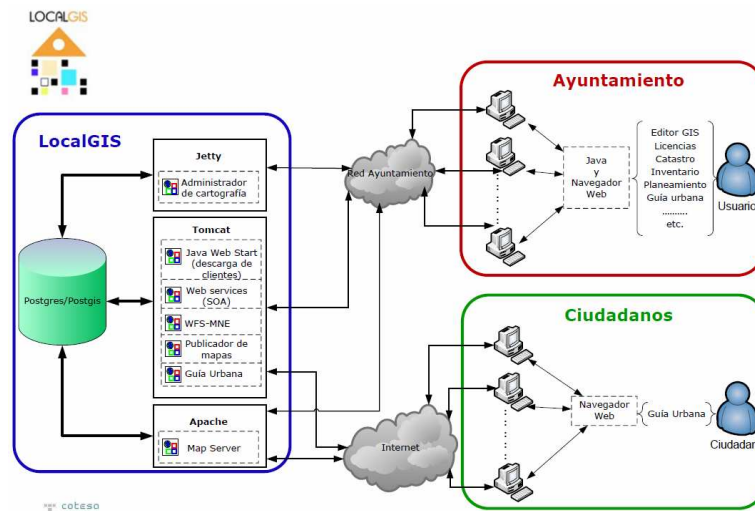 LOCALGIS
LocalGIS
Jetty
Administrador
de cartografía
Tomcat
Java Web Start
(descarga de
clientes)
Web services
(SOA)
WFS-MNE
Publicador de
mapas
Guía Urbana
Apache
Map Server
Postgres/Postgis
Red Ayuntamiento
Internet
Ayuntamiento
Java
y
Navegador
Web
Editor GIS
Licencias
Catastro
Inventario
Planeamiento
Guía urbana
..........
etc.
Usuario
Ciudadanos
Navegador
Web
Guía Urbana
Ciudadan
cotesa